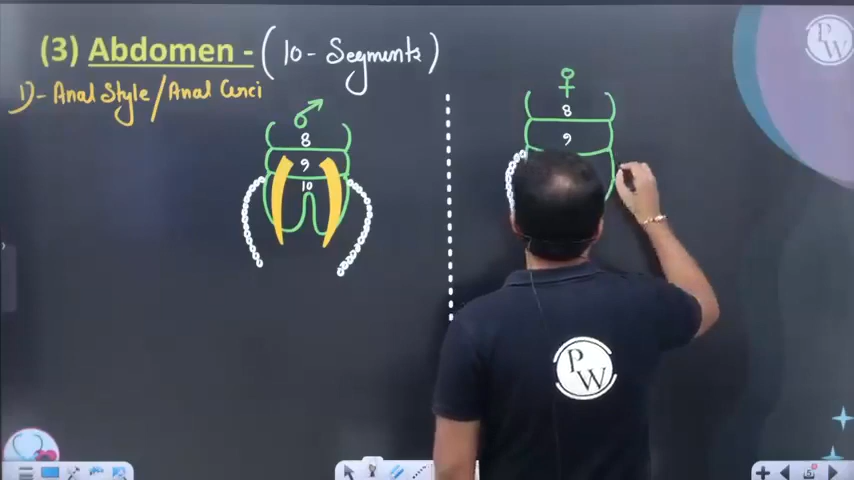 (3) Abdomen - (10 - Segments)
1)- Anal Style/Anal Cerci
♂
8
9
10
♀
8
9
PW
PW